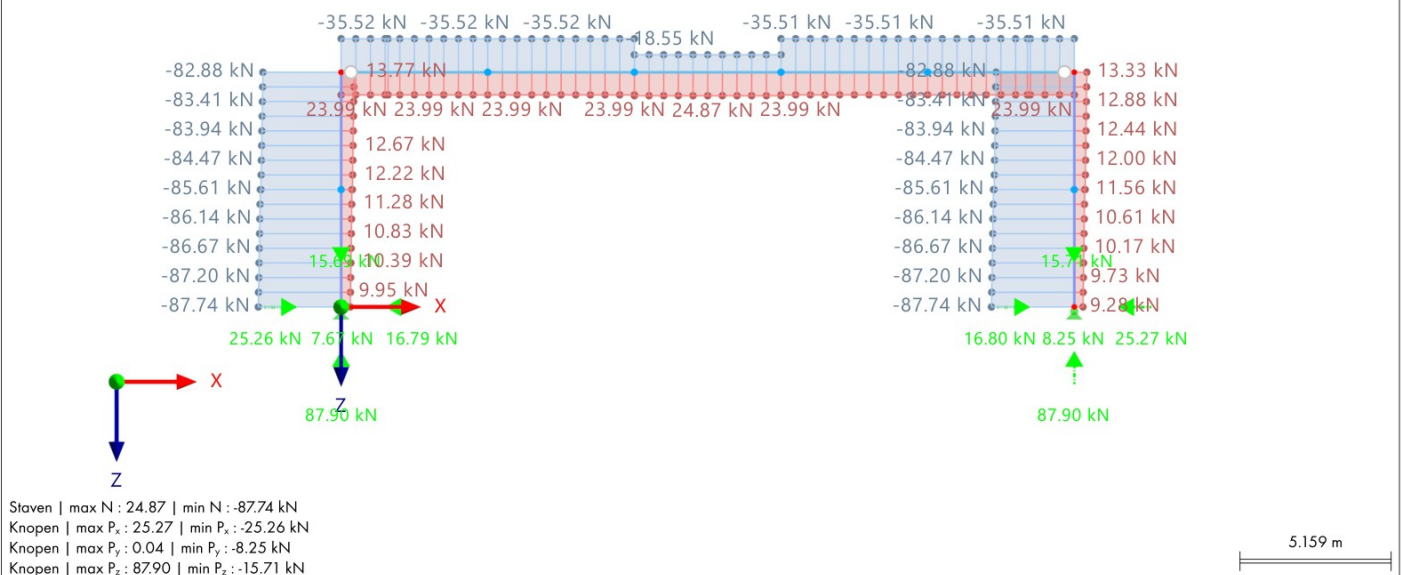 -35.52 kN -35.52 kN -35.52 kN -18.55 kN -35.51 kN -35.51 kN -35.51 kN
-82.88 kN 13.77 kN -82.88 kN 13.33 kN
-83.41 kN 23.99 kN 23.99 kN 23.99 kN 23.99 kN 24.87 kN 23.99 kN -83.41 kN 23.99 kN 12.88 kN
-83.94 kN 12.67 kN -83.94 kN 12.44 kN
-84.47 kN 12.22 kN -84.47 kN 12.00 kN
-85.61 kN 11.28 kN -85.61 kN 11.56 kN
-86.14 kN 10.83 kN -86.14 kN 10.61 kN
-86.67 kN 10.39 kN -86.67 kN 10.17 kN
15.69 kN 15.71 kN
-87.20 kN 9.95 kN -87.20 kN 9.73 kN
-87.74 kN X -87.74 kN 9.28 kN
25.26 kN 7.67 kN 16.79 kN 16.80 kN 8.25 kN 25.27 kN
X
Z
87.90 kN 87.90 kN
Z
Staven | max N : 24.87 | min N : -87.74 kN
Knopen | max Px : 25.27 | min Px : -25.26 kN
Knopen | max Py : 0.04 | min Py : -8.25 kN
Knopen | max Pz : 87.90 | min Pz : -15.71 kN
5.159 m